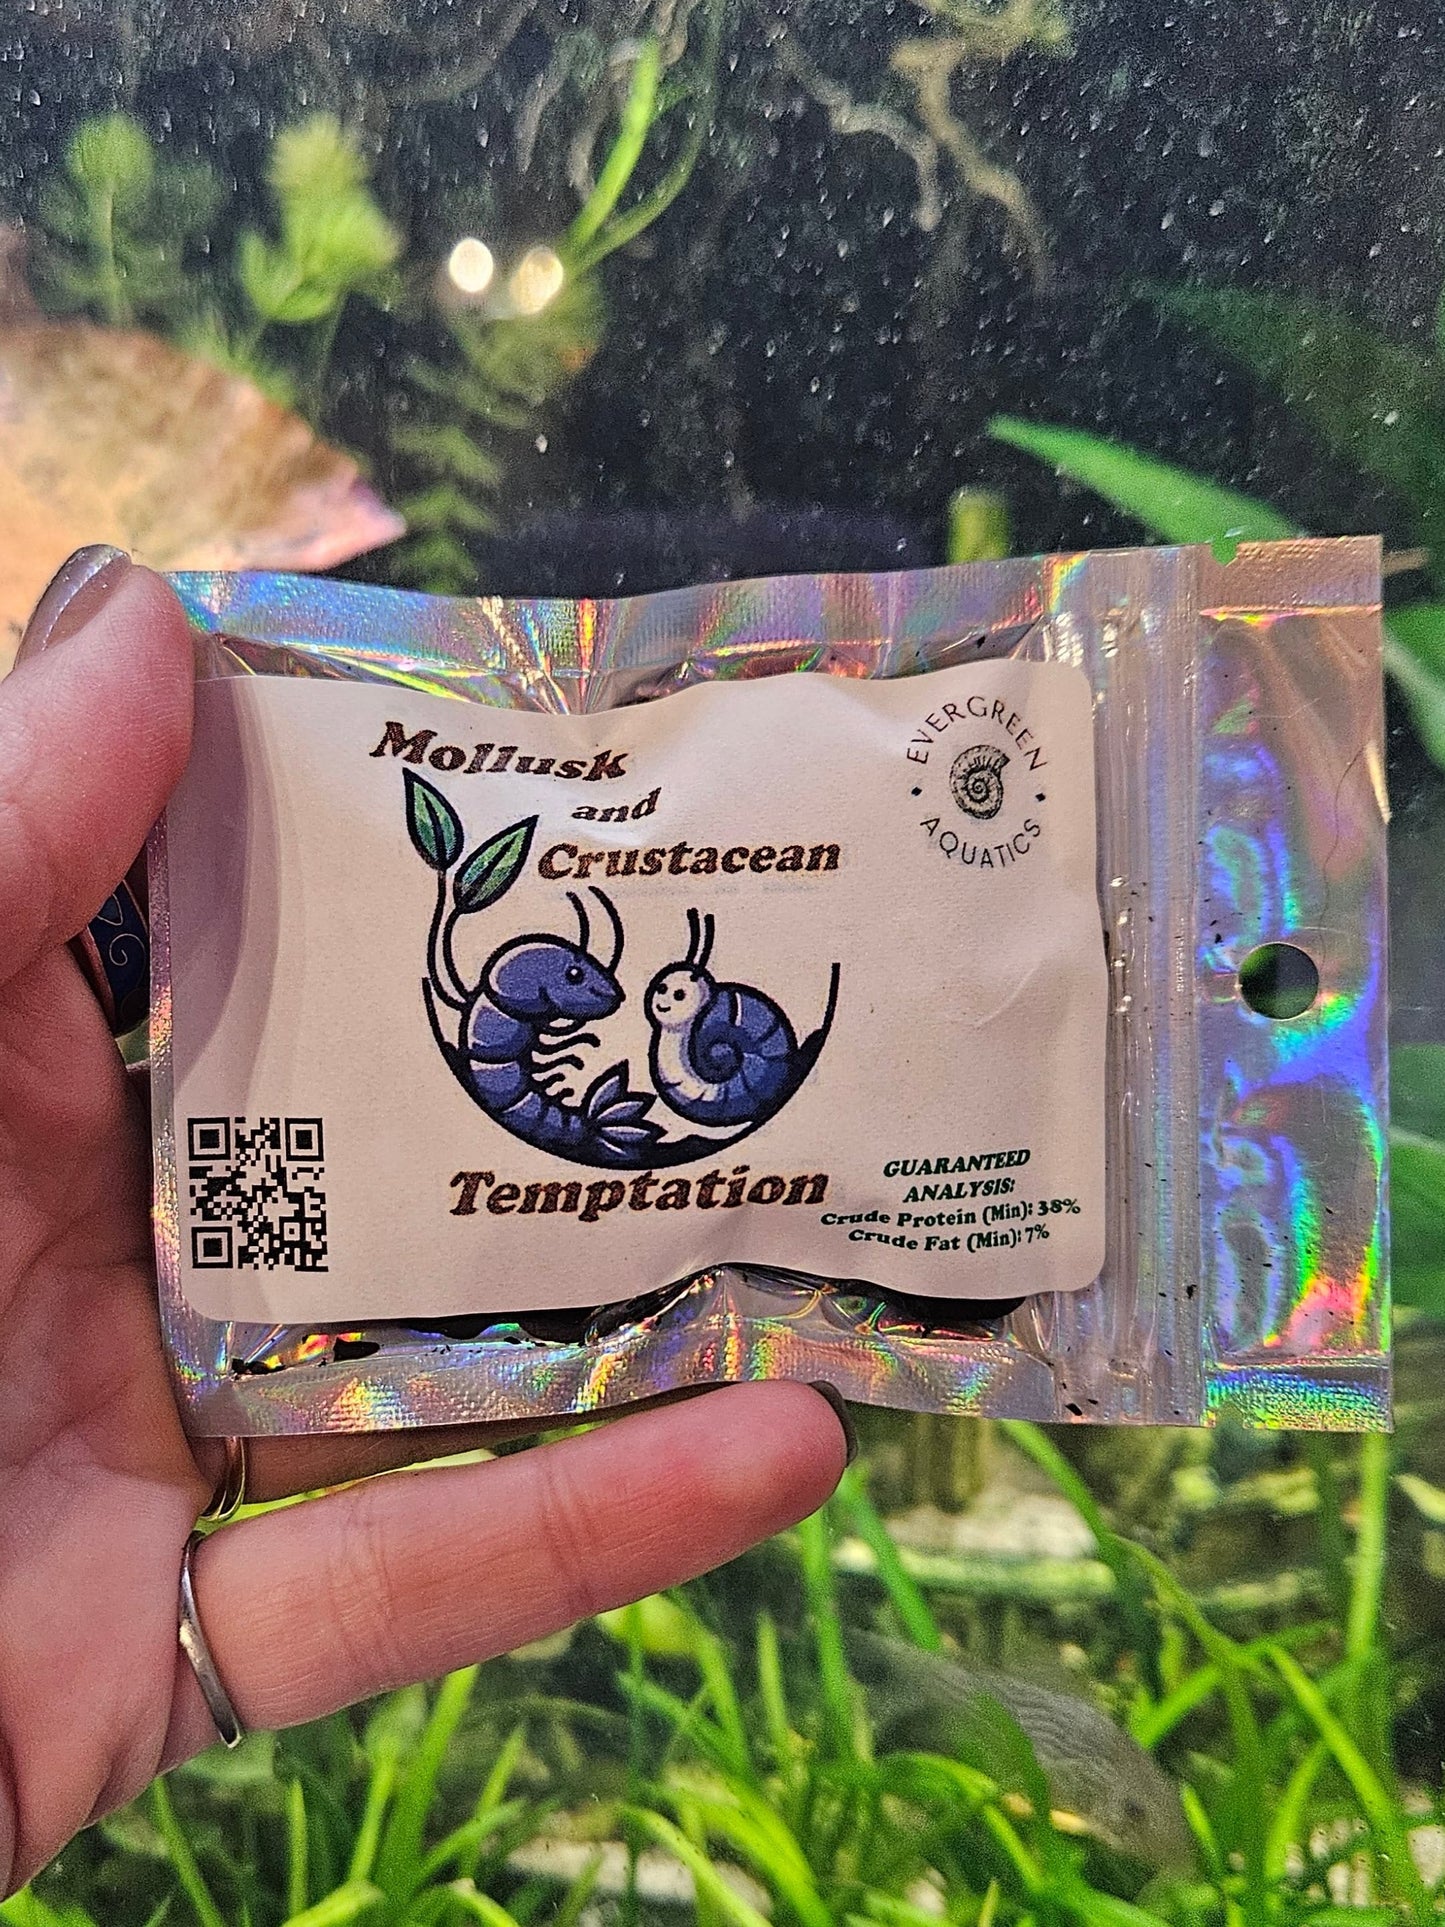 Mollusk
and
Crustacean
Temptation
EVERGREEN
AQUATICS
GUARANTEED
ANALYSIS:
Crude Protein (Min): 38%
Crude Fat (Min): 7%